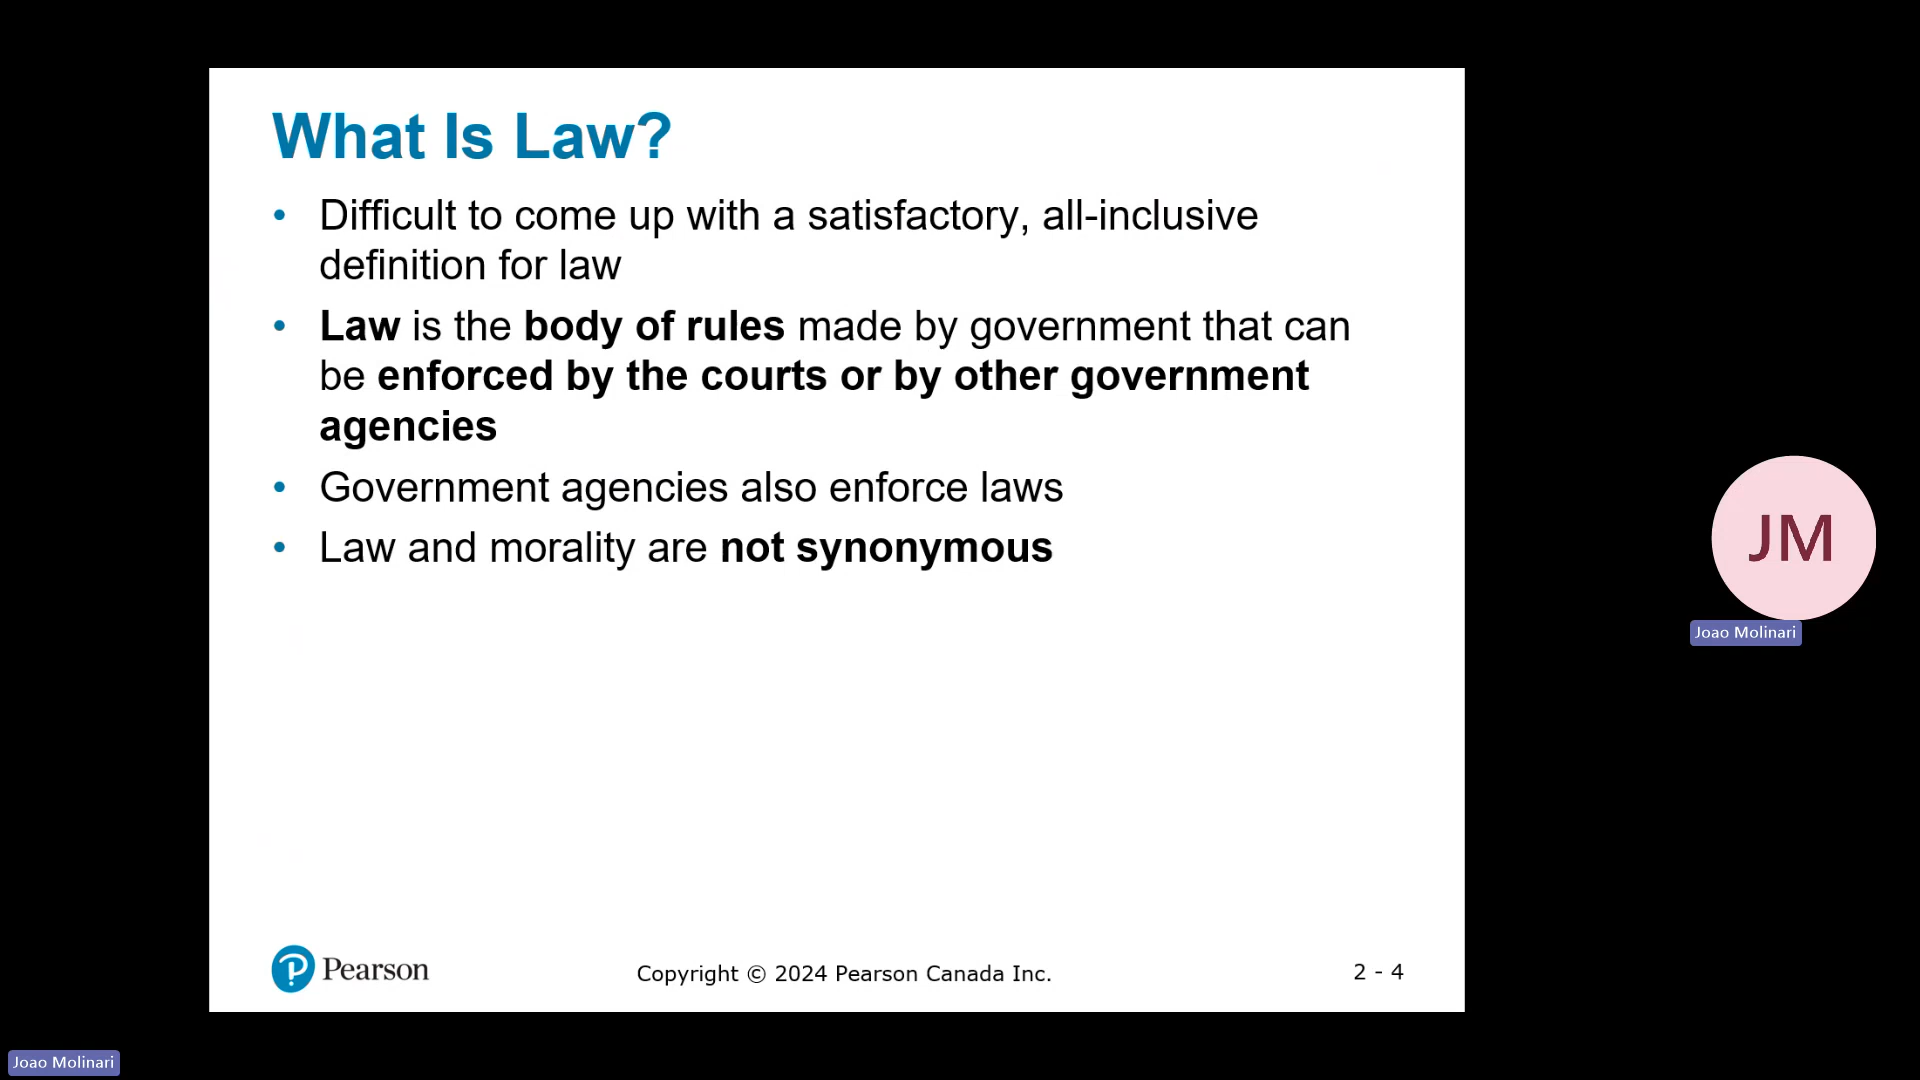 What Is Law?
• Difficult to come up with a satisfactory, all-inclusive
definition for law
• Law is the body of rules made by government that can
be enforced by the courts or by other government
agencies
• Government agencies also enforce laws
• Law and morality are not synonymous
JM
Joao Molinari
Pearson
Copyright © 2024 Pearson Canada Inc.
2 - 4
Joao Molinari